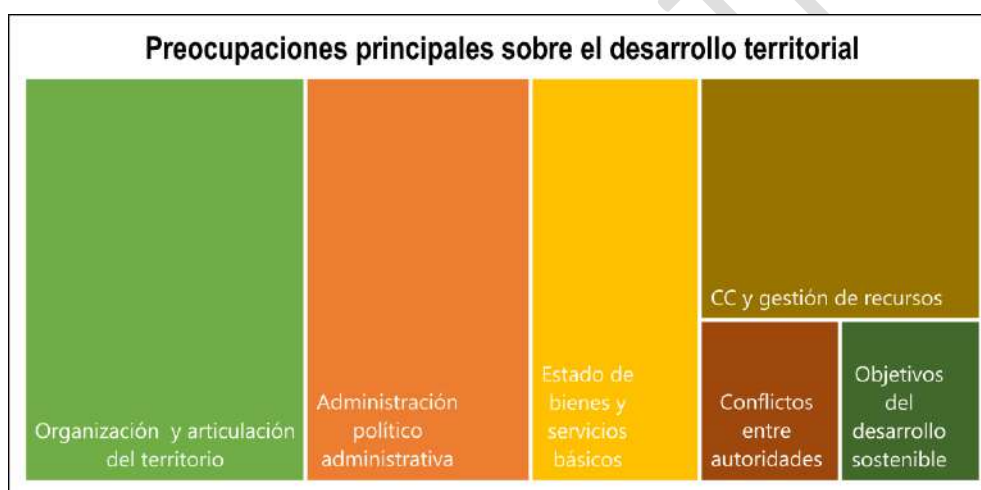 Preocupaciones principales sobre el desarrollo territorial
Organización y articulación
del territorio
Administración
político
administrativa
Estado de
bienes y
servicios
básicos
CC y gestión de recursos
Conflictos
entre
autoridades
Objetivos
del
desarrollo
sostenible